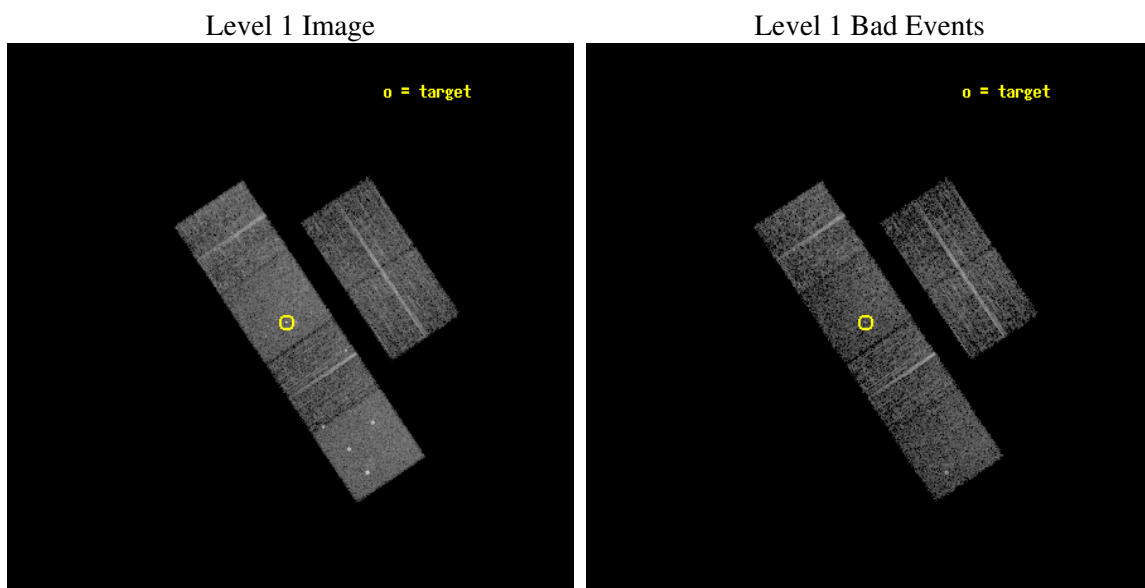 Level 1 Image
Level 1 Bad Events
o = target
o = target